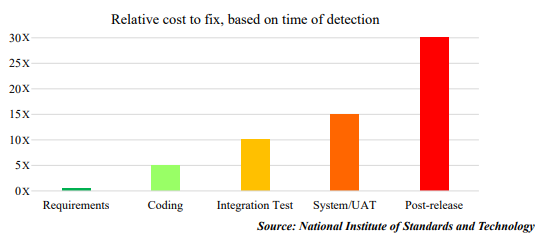 Relative cost to fix, based on time of detection
30X
25X
20X
15X
10X
5X
0X
Requirements Coding Integration Test System/UAT Post-release
Source: National Institute of Standards and Technology